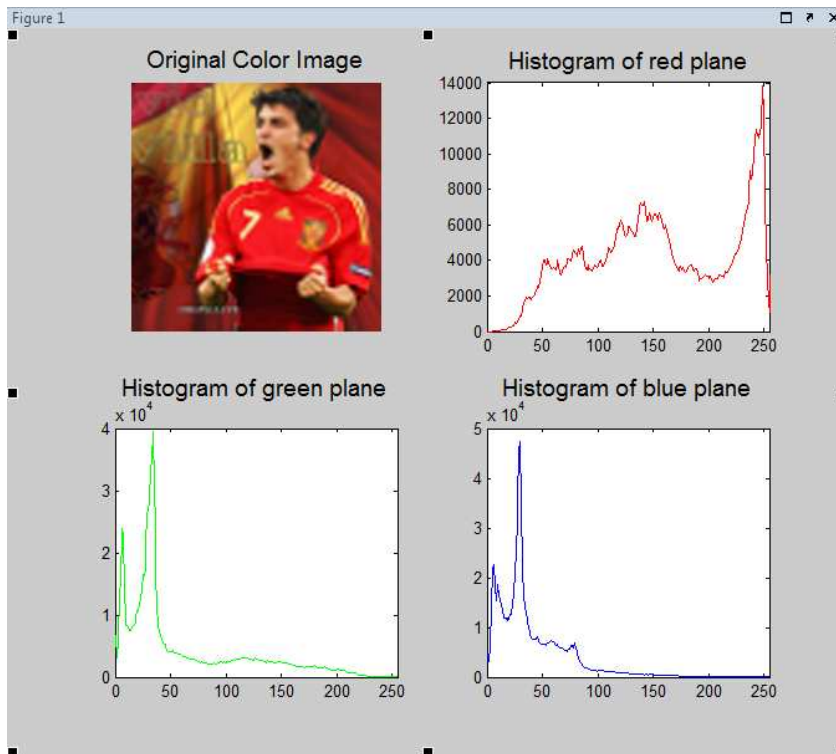 Figure 1
Original Color Image
villa
7
Histogram of red plane
14000
12000
10000
8000
6000
4000
2000
0
0 50 100 150 200 250
Histogram of green plane
x 10^4
4
3
2
1
0
0 50 100 150 200 250
Histogram of blue plane
x 10^4
5
4
3
2
1
0
0 50 100 150 200 250